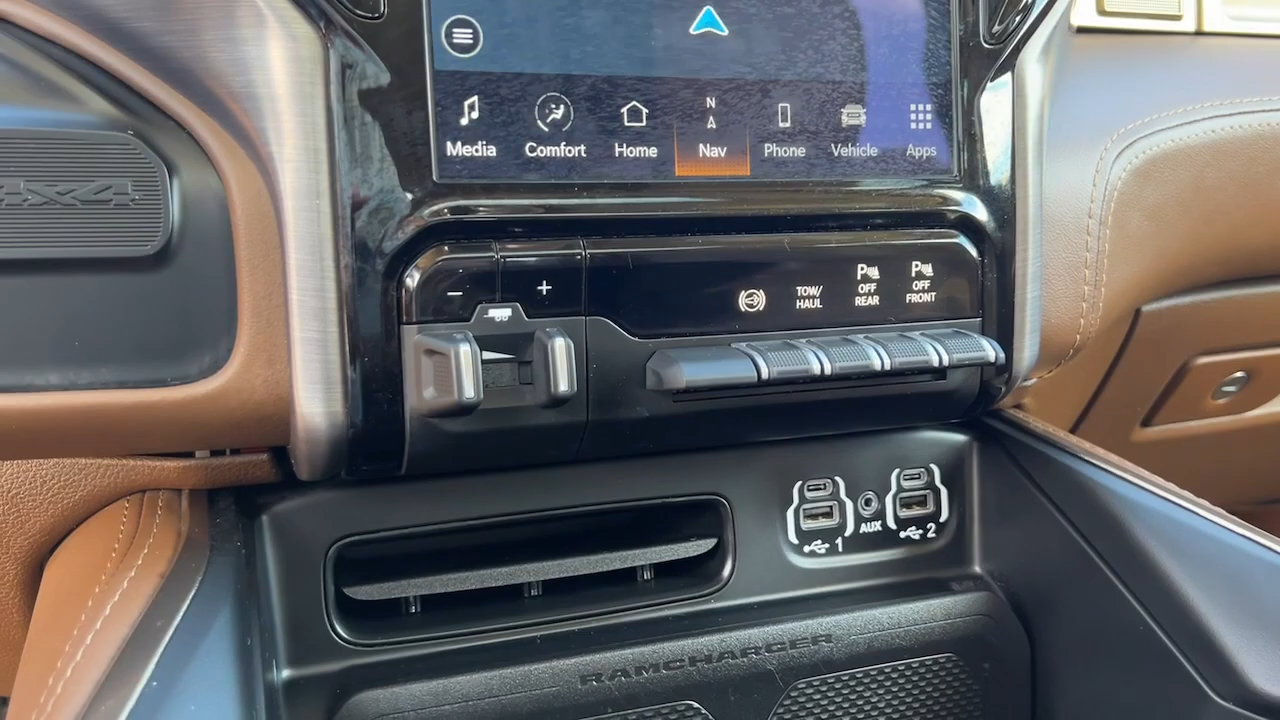 N
Media Comfort Home Nav Phone Vehicle Apps
4x4
− +
TOW/
HAUL
P
OFF
REAR
P
OFF
FRONT
1 AUX 2
RAMCHARGER